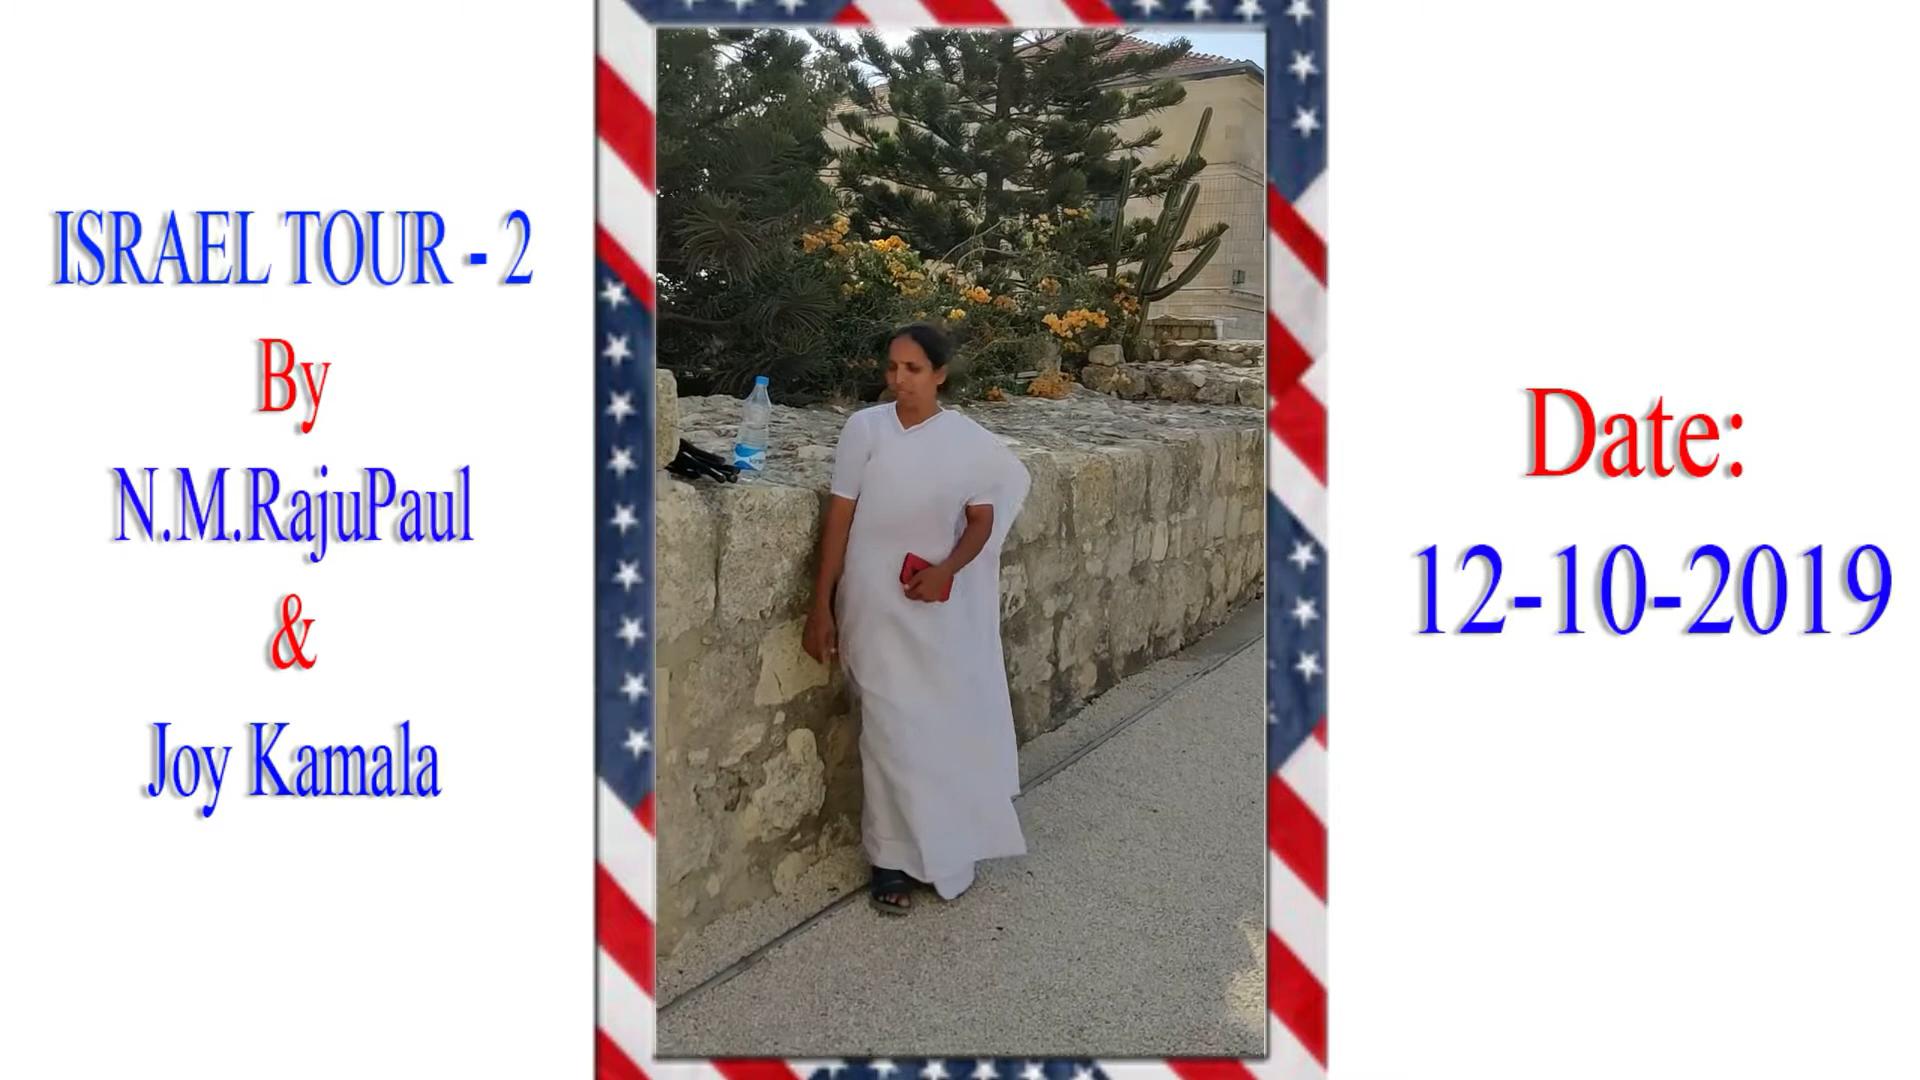 ISRAEL TOUR - 2
By
N.M.RajuPaul
&
Joy Kamala
Date:
12-10-2019